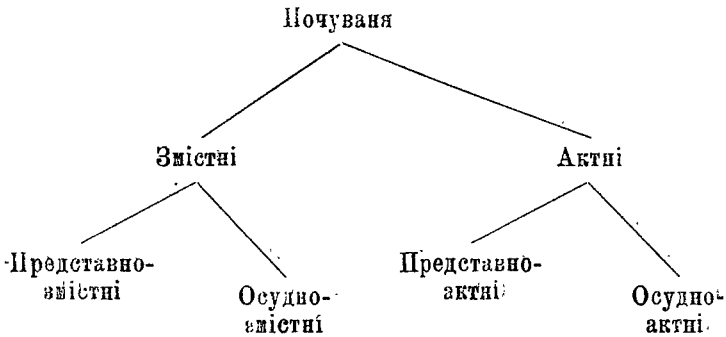 Почуваня
Змістні
Актні
Представно-
змістні
Осудно-
змістні
Представно-
актні
Осудно-
актні